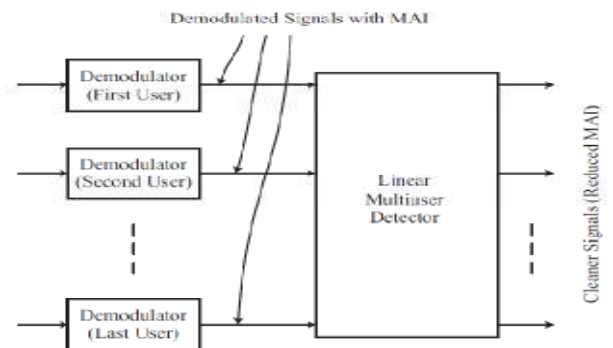 Demodulated Signals with MAI
Demodulator
(First User)
Demodulator
(Second User)
Linear
Multiuser
Detector
Demodulator
(Last User)
Cleaner Signals (Reduced MAI)